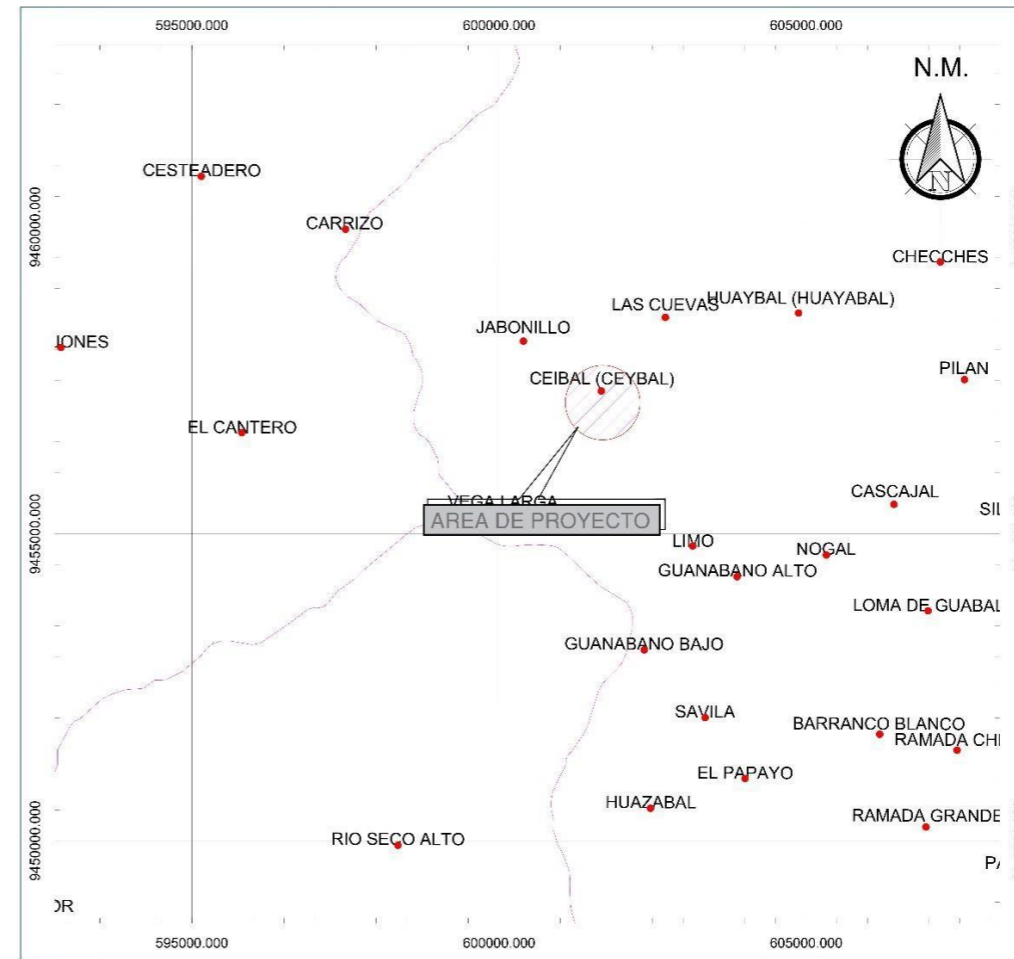 595000.000
600000.000
605000.000
N.M.
N
CESTEADERO
CARRIZO
9460000.000
CHECCHES
HUAYBAL (HUAYABAL)
LAS CUEVAS
JABONILLO
JONES
PILAN
CEIBAL (CEYBAL)
EL CANTERO
CASCAJAL
VEGA LARGA
SIL
AREA DE PROYECTO
9455000.000
LIMO
NOGAL
GUANABANO ALTO
LOMA DE GUABAL
GUANABANO BAJO
SAVILA
BARRANCO BLANCO
RAMADA CHI
EL PAPAYO
HUAZABAL
RAMADA GRANDE
RIO SECO ALTO
9450000.000
PA
OR
595000.000
600000.000
605000.000